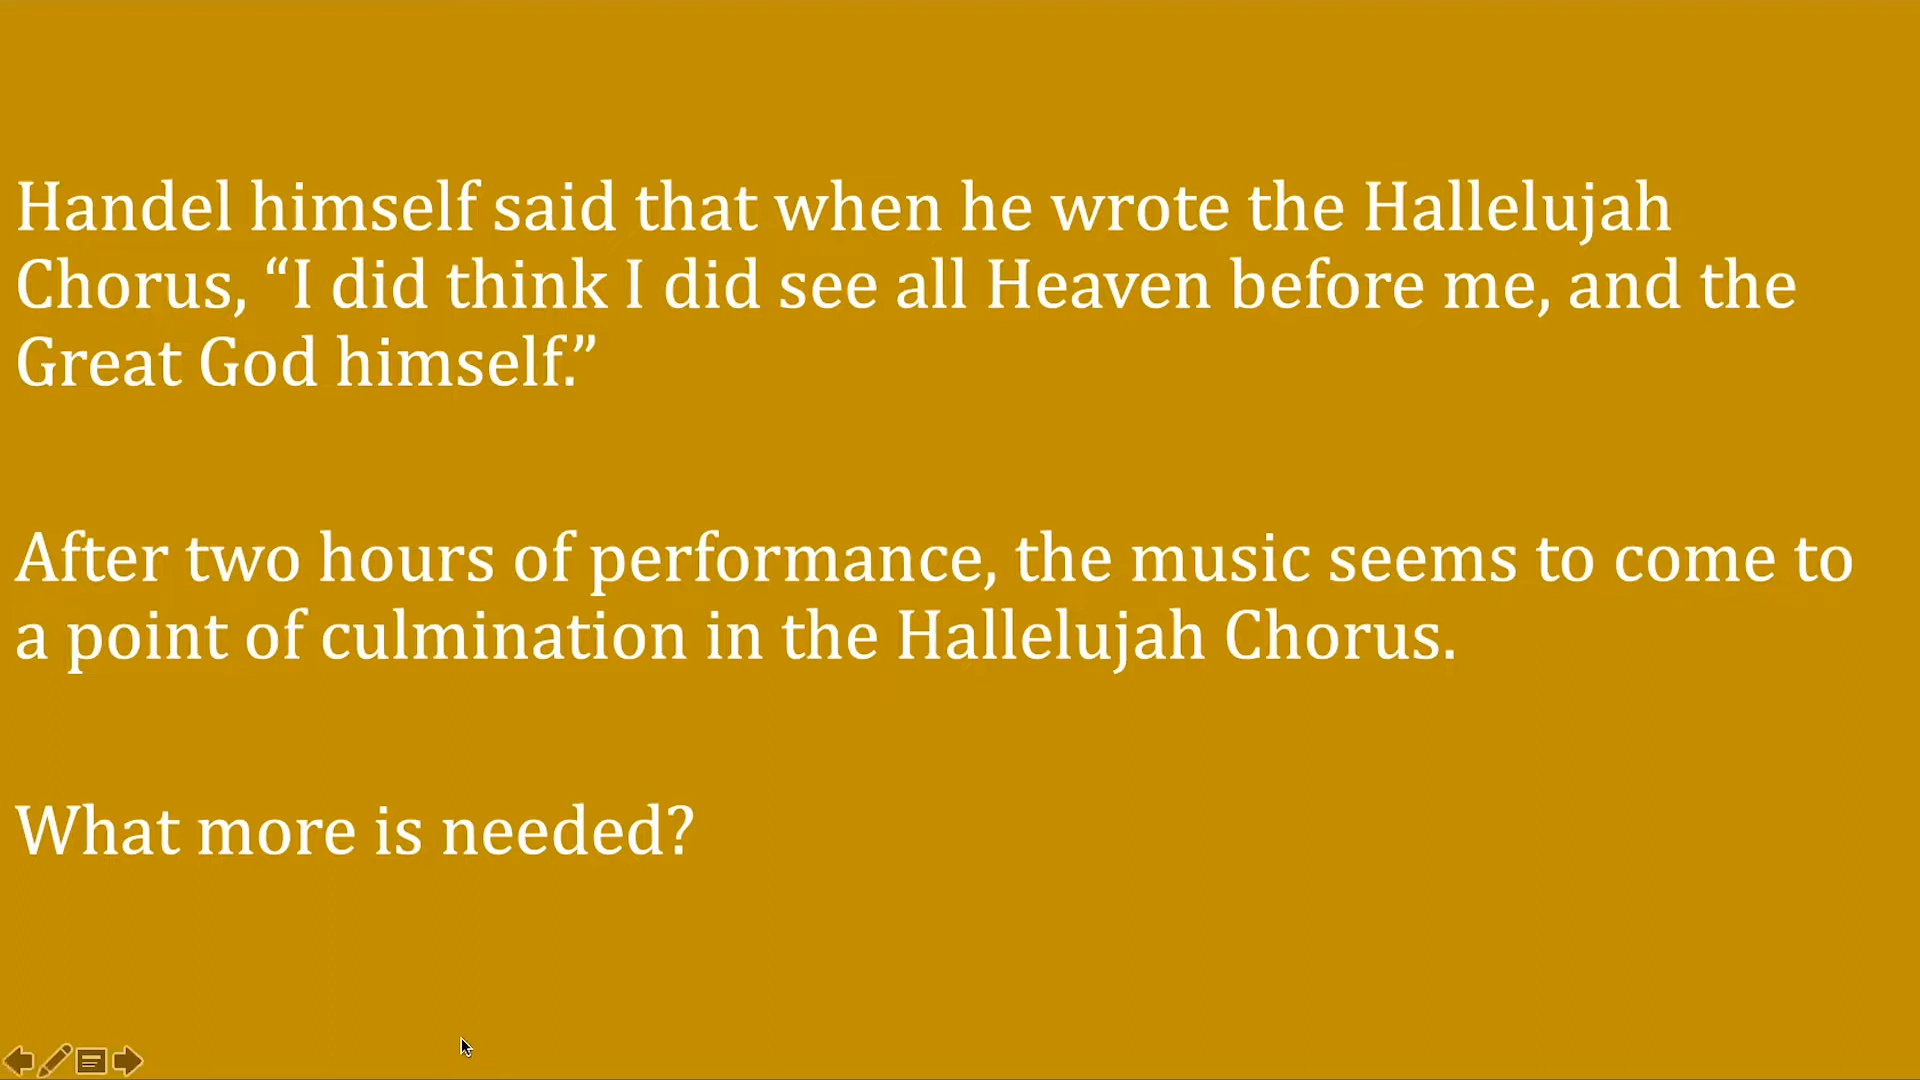 Handel himself said that when he wrote the Hallelujah
Chorus, “I did think I did see all Heaven before me, and the
Great God himself.”
After two hours of performance, the music seems to come to
a point of culmination in the Hallelujah Chorus.
What more is needed?